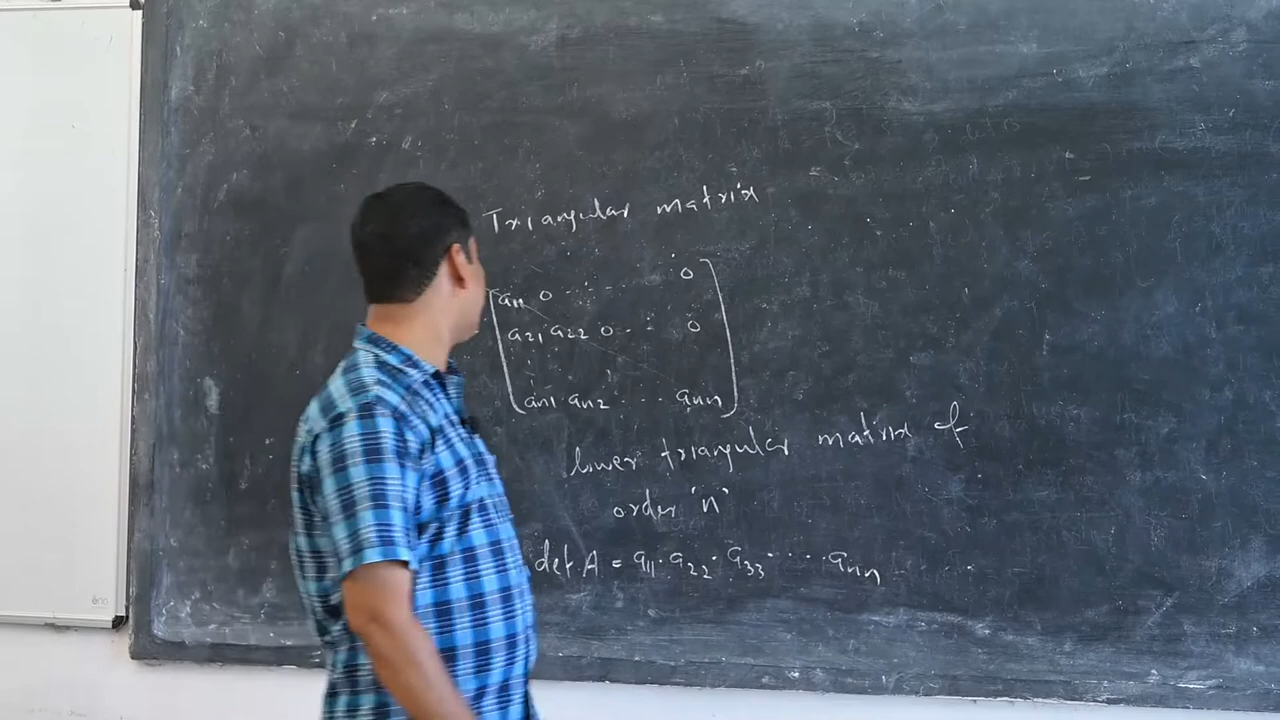 Triangular matrix
a11 0 . . . . . 0
a21 a22 0 . . 0
an1 an2 . . . ann
lower triangular matrix of
order 'n'
det A = a11 . a22 . a33 . . . . . ann